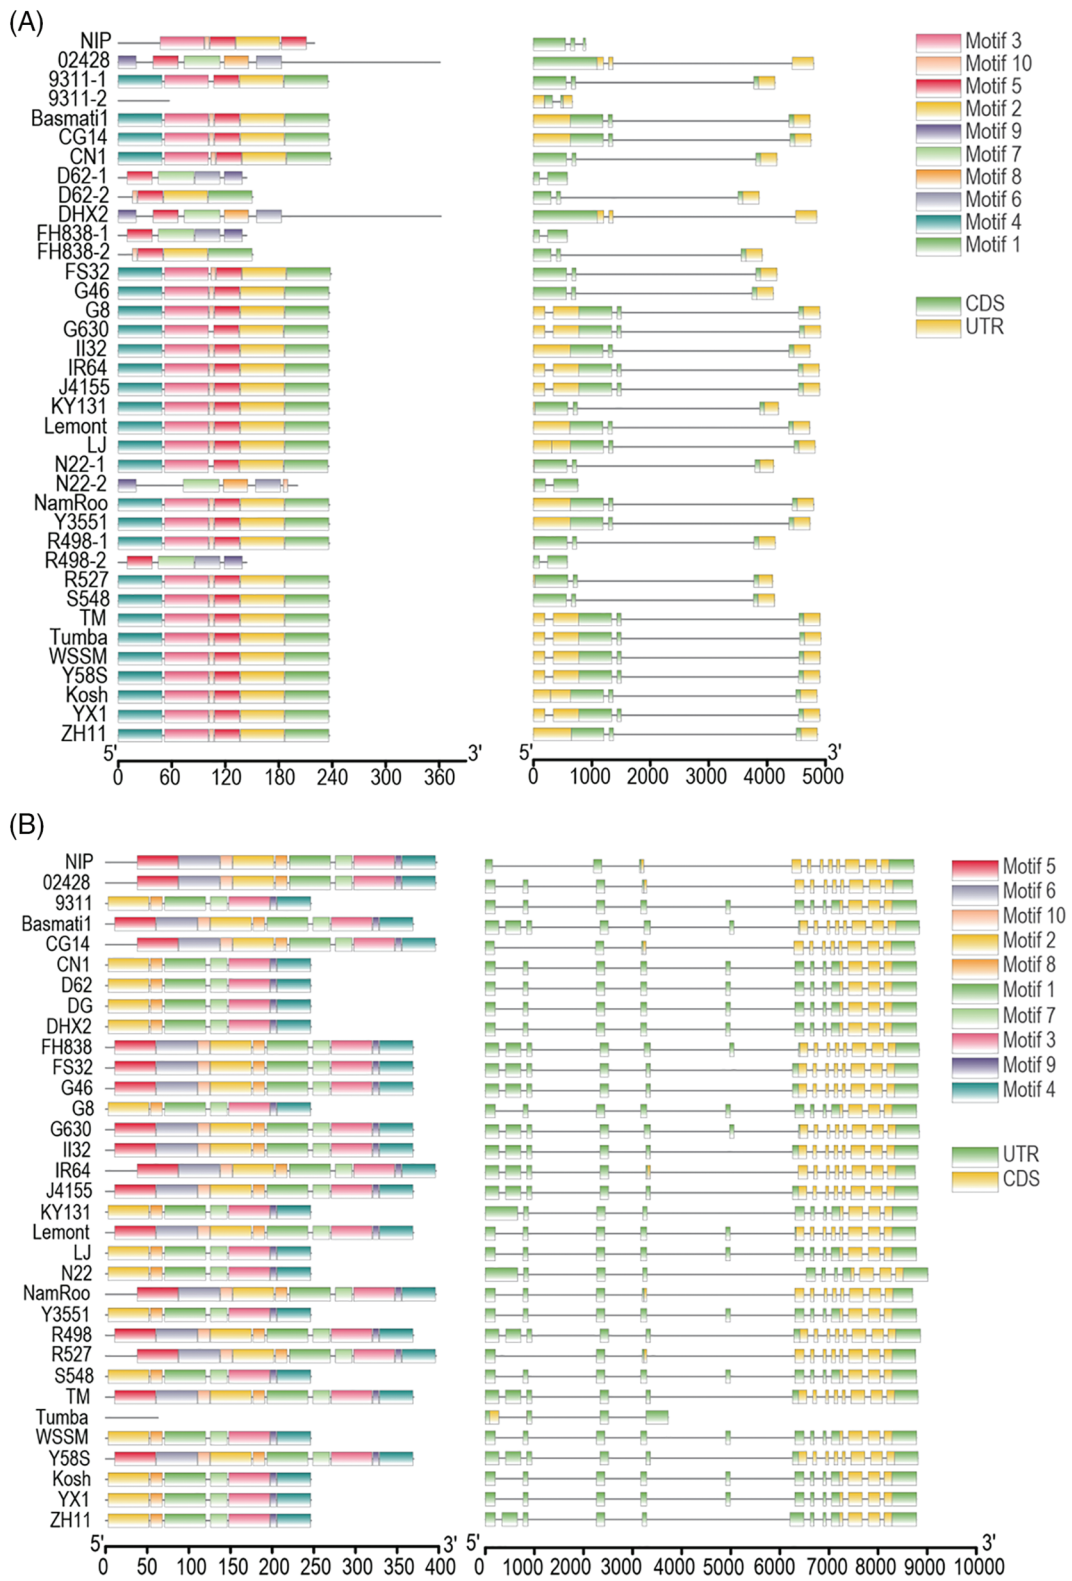 (A)
NIP
02428
9311-1
9311-2
Basmati1
CG14
CN1
D62-1
D62-2
DHX2
FH838-1
FH838-2
FS32
G46
G8
G630
II32
IR64
J4155
KY131
Lemont
LJ
N22-1
N22-2
NamRoo
Y3551
R498-1
R498-2
R527
S548
TM
Tumba
WSSM
Y58S
Kosh
YX1
ZH11
5' 3'
0 60 120 180 240 300 360
5' 3'
0 1000 2000 3000 4000 5000
Motif 3
Motif 10
Motif 5
Motif 2
Motif 9
Motif 7
Motif 8
Motif 6
Motif 4
Motif 1
CDS
UTR
(B)
NIP
02428
9311
Basmati1
CG14
CN1
D62
DG
DHX2
FH838
FS32
G46
G8
G630
II32
IR64
J4155
KY131
Lemont
LJ
N22
NamRoo
Y3551
R498
R527
S548
TM
Tumba
WSSM
Y58S
Kosh
YX1
ZH11
5' 3'
0 50 100 150 200 250 300 350 400
5' 3'
0 1000 2000 3000 4000 5000 6000 7000 8000 9000 10000
Motif 5
Motif 6
Motif 10
Motif 2
Motif 8
Motif 1
Motif 7
Motif 3
Motif 9
Motif 4
UTR
CDS